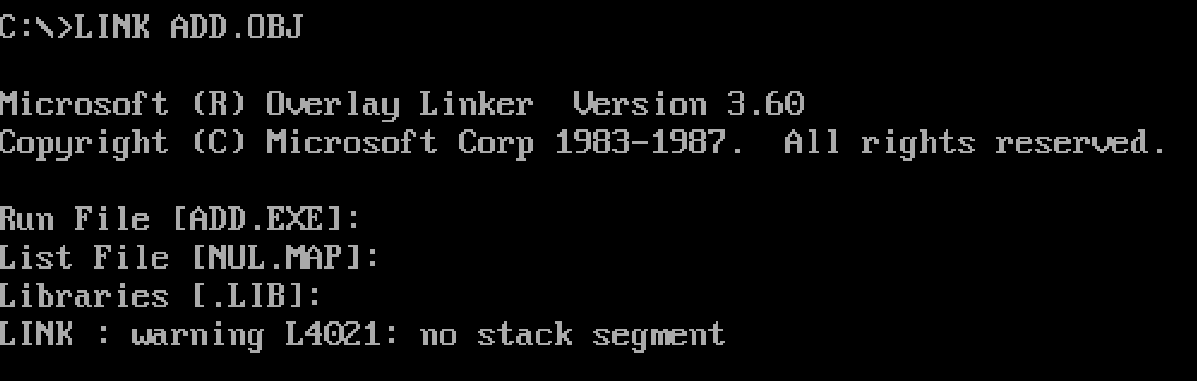 C:\>LINK ADD.OBJ
Microsoft (R) Overlay Linker  Version 3.60
Copyright (C) Microsoft Corp 1983-1987.  All rights reserved.
Run File [ADD.EXE]:
List File [NUL.MAP]:
Libraries [.LIB]:
LINK : warning L4021: no stack segment